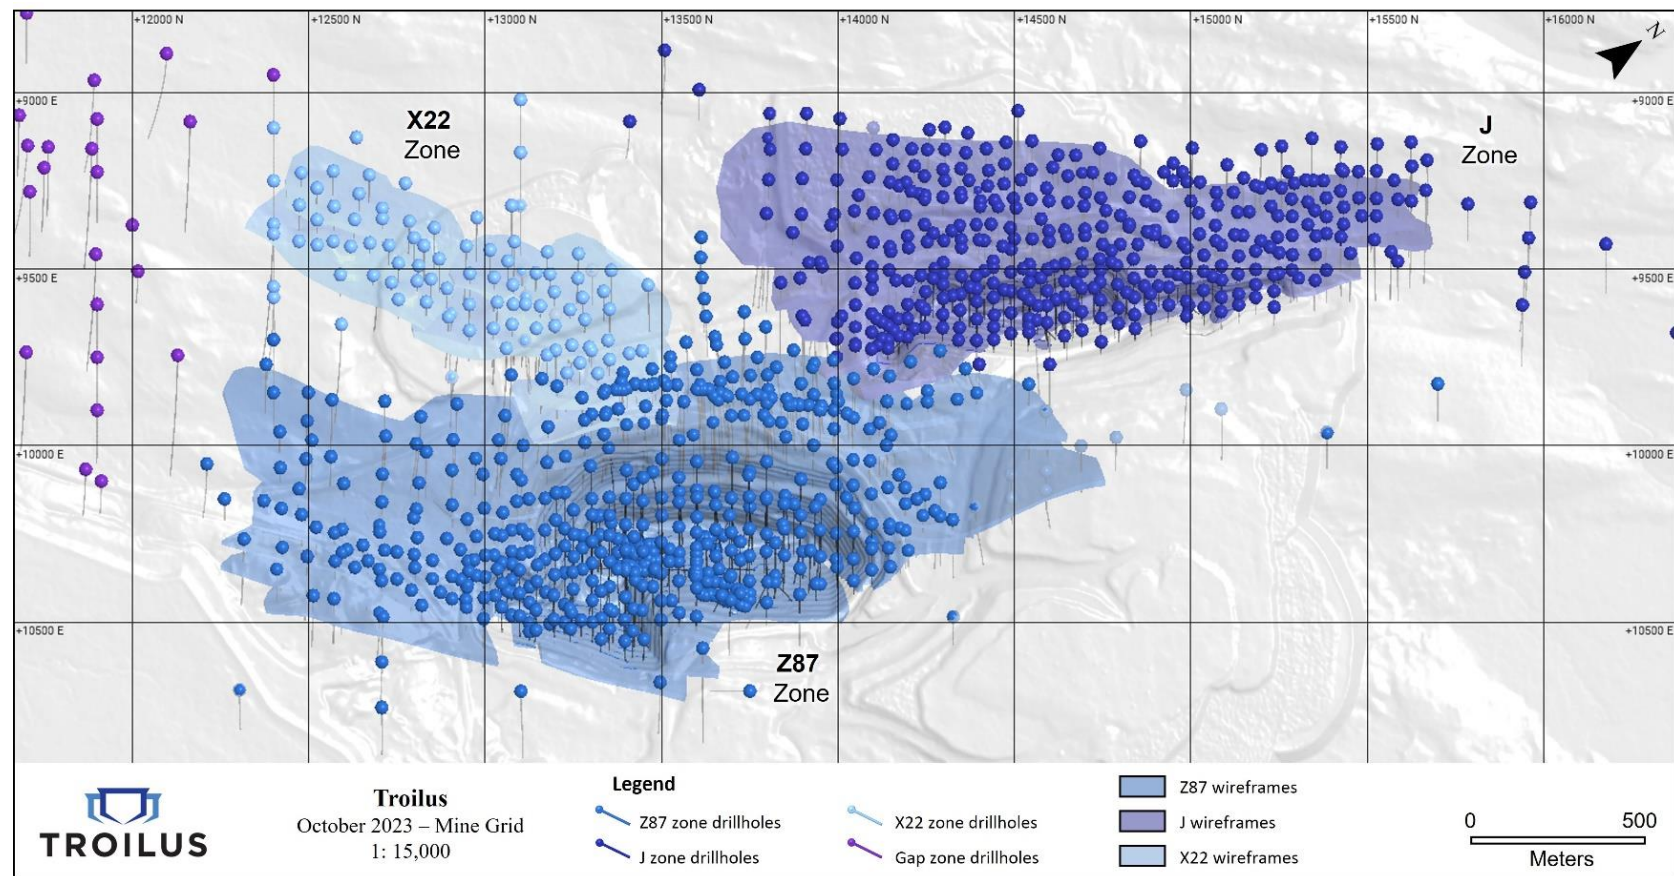 +12000 N
+12500 N
+13000 N
+13500 N
+14000 N
+14500 N
+15000 N
+15500 N
+16000 N
N
+9000 E
+9000 E
X22
Zone
J
Zone
+9500 E
+9500 E
+10000 E
+10000 E
+10500 E
+10500 E
Z87
Zone
TROILUS
Troilus
October 2023 – Mine Grid
1: 15,000
Legend
Z87 zone drillholes
J zone drillholes
X22 zone drillholes
Gap zone drillholes
Z87 wireframes
J wireframes
X22 wireframes
0 500
Meters